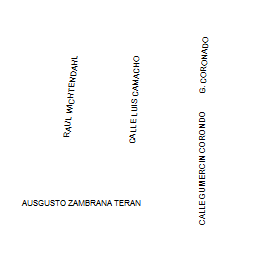 RAUL WICHTENDAHL
CALLE LUIS CAMACHO
G. CORONADO
CALLE GUMERCIN CORONDO
AUSGUSTO ZAMBRANA TERAN